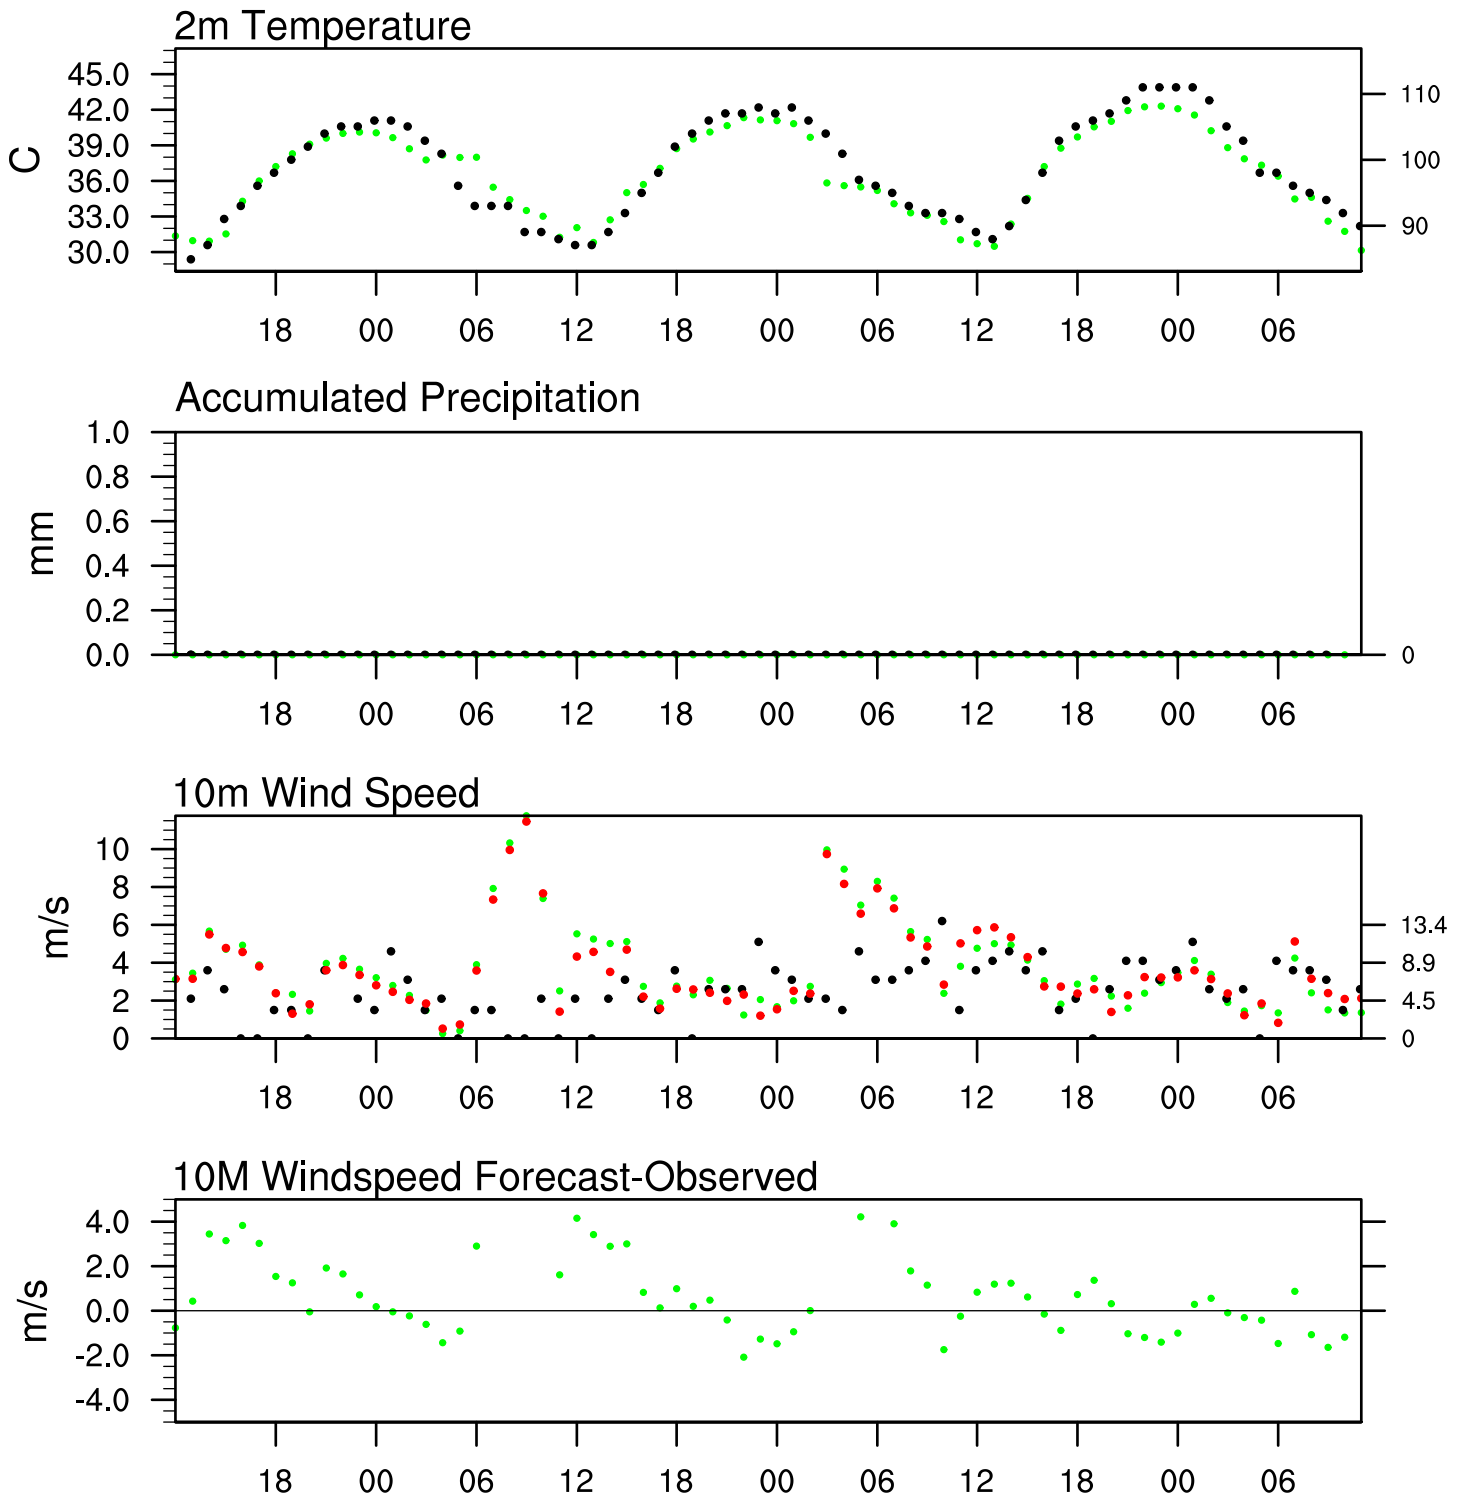 2m Temperature
45.0
42.0
39.0
36.0
33.0
30.0
C
110
100
90
18 00 06 12 18 00 06 12 18 00 06
Accumulated Precipitation
1.0
0.8
0.6
0.4
0.2
0.0
mm
0
18 00 06 12 18 00 06 12 18 00 06
10m Wind Speed
10
8
6
4
2
0
m/s
13.4
8.9
4.5
0
18 00 06 12 18 00 06 12 18 00 06
10M Windspeed Forecast-Observed
4.0
2.0
0.0
-2.0
-4.0
m/s
18 00 06 12 18 00 06 12 18 00 06